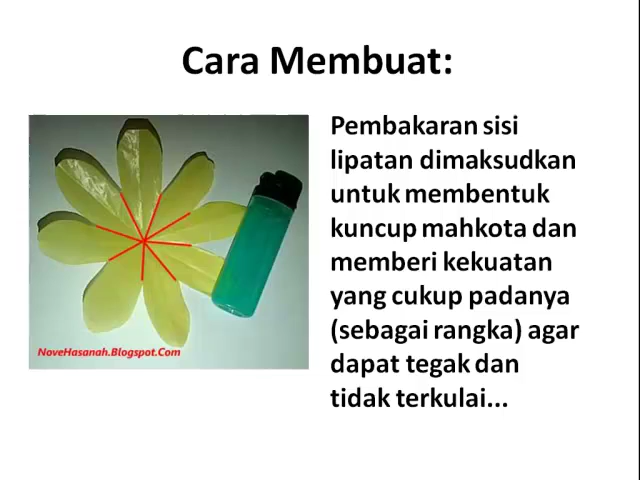 Cara Membuat:
Pembakaran sisi
lipatan dimaksudkan
untuk membentuk
kuncup mahkota dan
memberi kekuatan
yang cukup padanya
(sebagai rangka) agar
dapat tegak dan
tidak terkulai...
NoveHasanah.Blogspot.Com